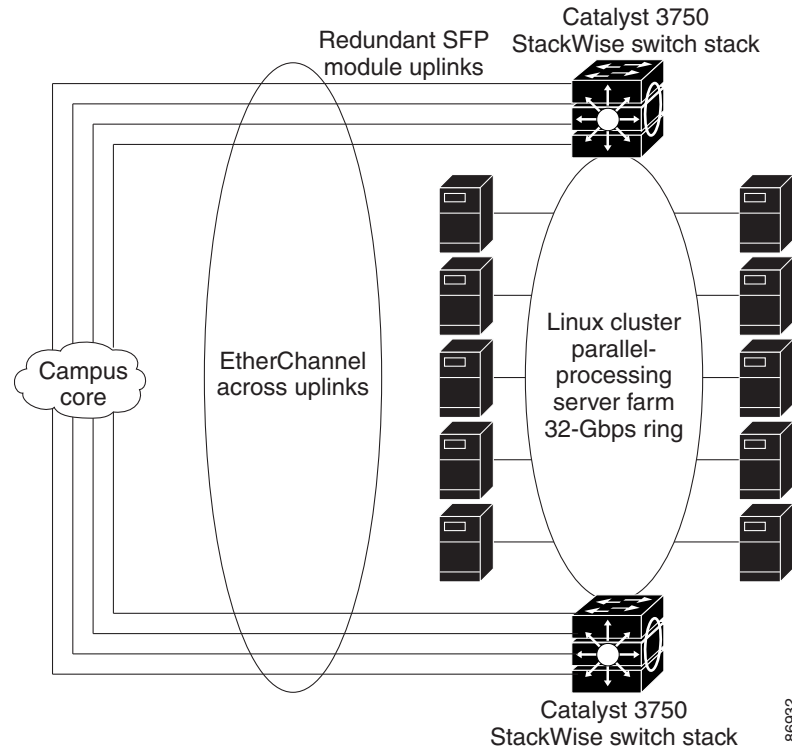 Catalyst 3750
StackWise switch stack
Redundant SFP
module uplinks
Campus
core
EtherChannel
across uplinks
Linux cluster
parallel-
processing
server farm
32-Gbps ring
Catalyst 3750
StackWise switch stack
86932